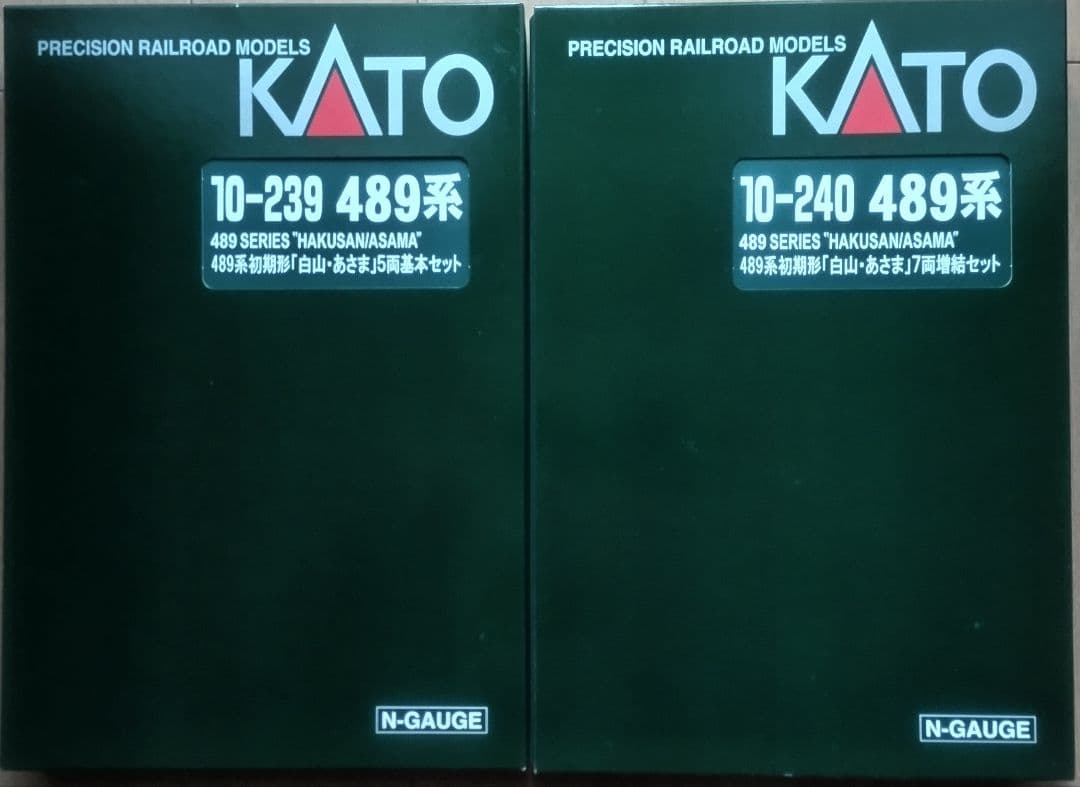 PRECISION RAILROAD MODELS
KATO
10-239 489系
489 SERIES "HAKUSAN/ASAMA"
489系初期形「白山・あさま」5両基本セット
N-GAUGE
PRECISION RAILROAD MODELS
KATO
10-240 489系
489 SERIES "HAKUSAN/ASAMA"
489系初期形「白山・あさま」7両増結セット
N-GAUGE